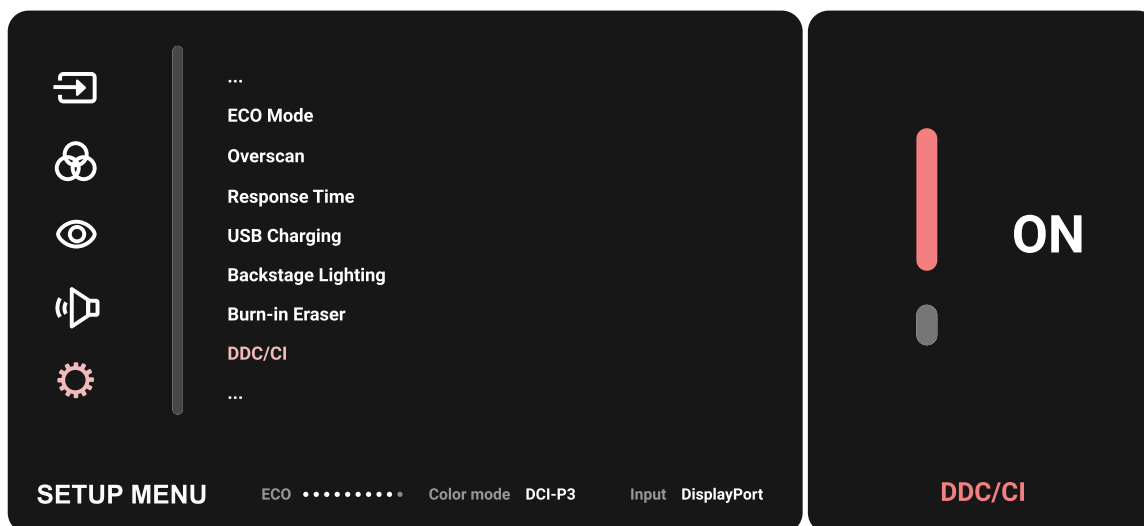 ...
ECO Mode
Overscan
Response Time
USB Charging
Backstage Lighting
Burn-in Eraser
DDC/CI
...
SETUP MENU ECO Color mode DCI-P3 Input DisplayPort
ON
DDC/CI